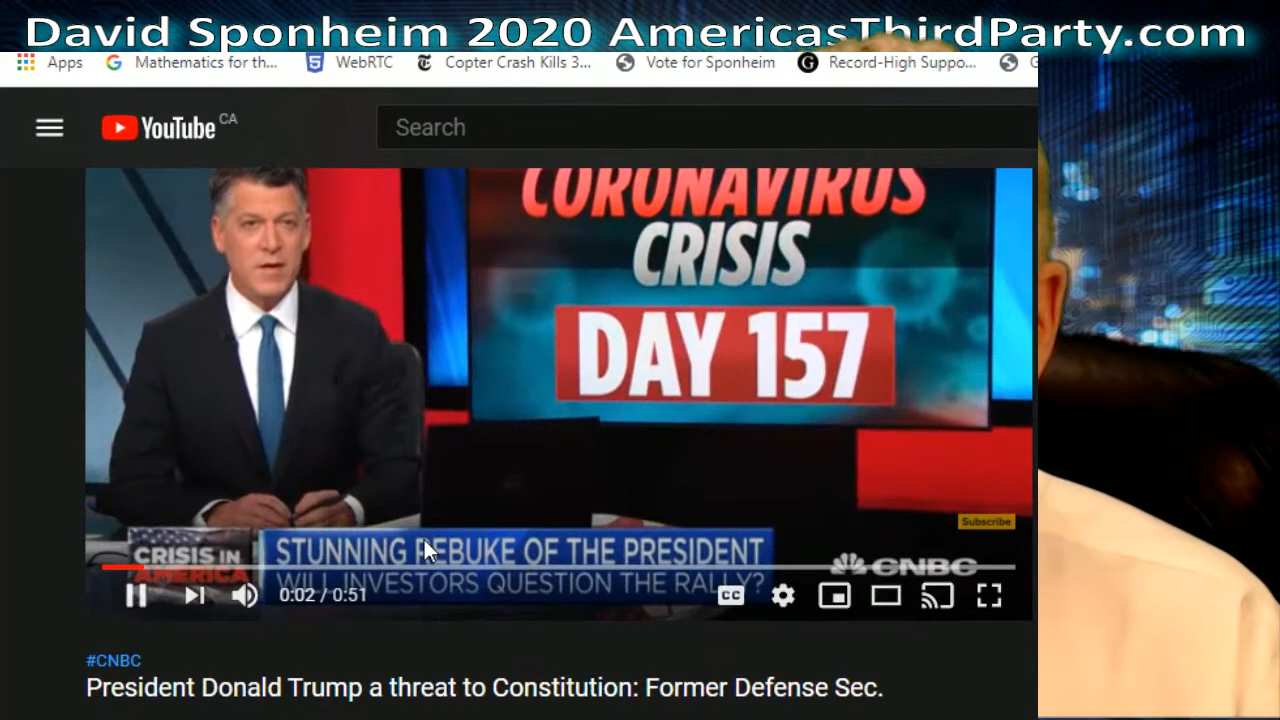 David Sponheim 2020 AmericasThirdParty.com
Apps Mathematics for th... WebRTC Copter Crash Kills 3... Vote for Sponheim Record-High Suppo...
YouTube CA
Search
CORONAVIRUS
CRISIS
DAY 157
Subscribe
CRISIS IN
AMERICA
STUNNING REBUKE OF THE PRESIDENT
WILL INVESTORS QUESTION THE RALLY?
CNBC
0:02 / 0:51
CC
#CNBC
President Donald Trump a threat to Constitution: Former Defense Sec.